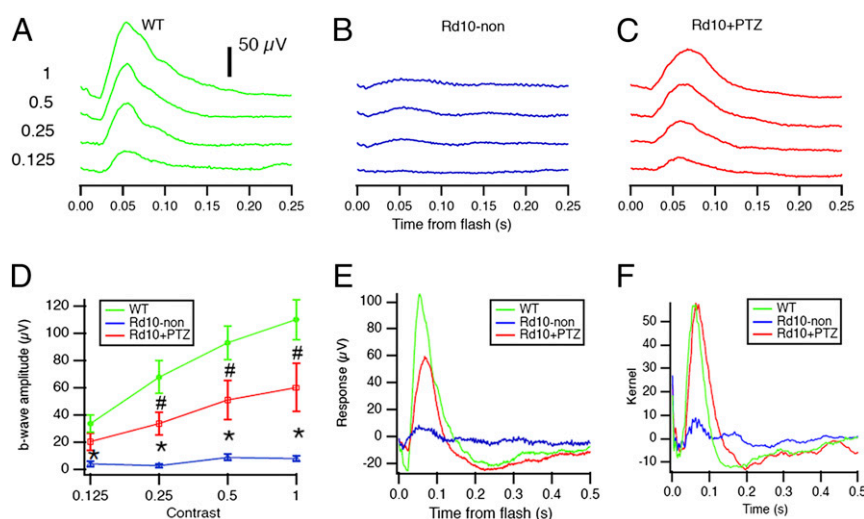 A
WT
50 µV
1
0.5
0.25
0.125
0.00 0.05 0.10 0.15 0.20 0.25
B
Rd10-non
0.00 0.05 0.10 0.15 0.20 0.25
Time from flash (s)
C
Rd10+PTZ
0.00 0.05 0.10 0.15 0.20 0.25
D
b-wave amplitude (µV)
120
100
80
60
40
20
0
WT
Rd10-non
Rd10+PTZ
# # #
* * * *
0.125 0.25 0.5 1
Contrast
E
Response (µV)
100
80
60
40
20
0
-20
WT
Rd10-non
Rd10+PTZ
0.0 0.1 0.2 0.3 0.4 0.5
Time from flash (s)
F
Kernel
50
40
30
20
10
0
-10
WT
Rd10-non
Rd10+PTZ
0.0 0.1 0.2 0.3 0.4 0.5
Time (s)